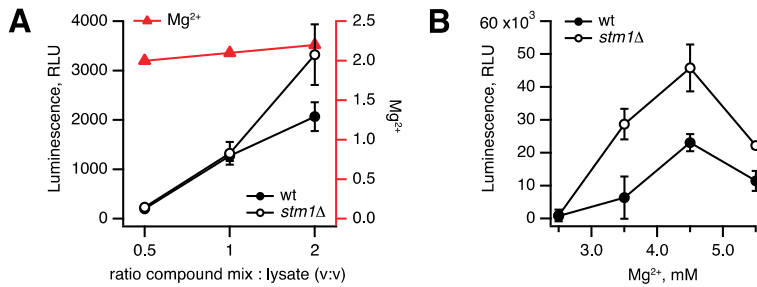 A
Mg²⁺
Luminescence, RLU
4000
3000
2000
1000
0
2.5
2.0
1.5
1.0
0.5
0.0
Mg²⁺
wt
stm1Δ
0.5
1
2
ratio compound mix : lysate (v:v)
B
60 x10³
50
40
30
20
10
0
Luminescence, RLU
wt
stm1Δ
3.0
4.0
5.0
Mg²⁺, mM